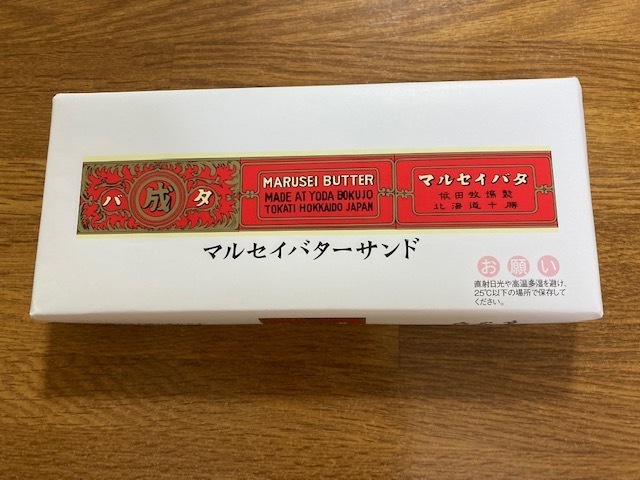 バ 成 タ
MARUSEI BUTTER
MADE AT YODA BOKUJO
TOKATI HOKKAIDO JAPAN
マルセイバタ
依田牧場製
北海道十勝
マルセイバターサンド
お願い
直射日光や高温多湿を避け、
25℃以下の場所で保存して
ください。